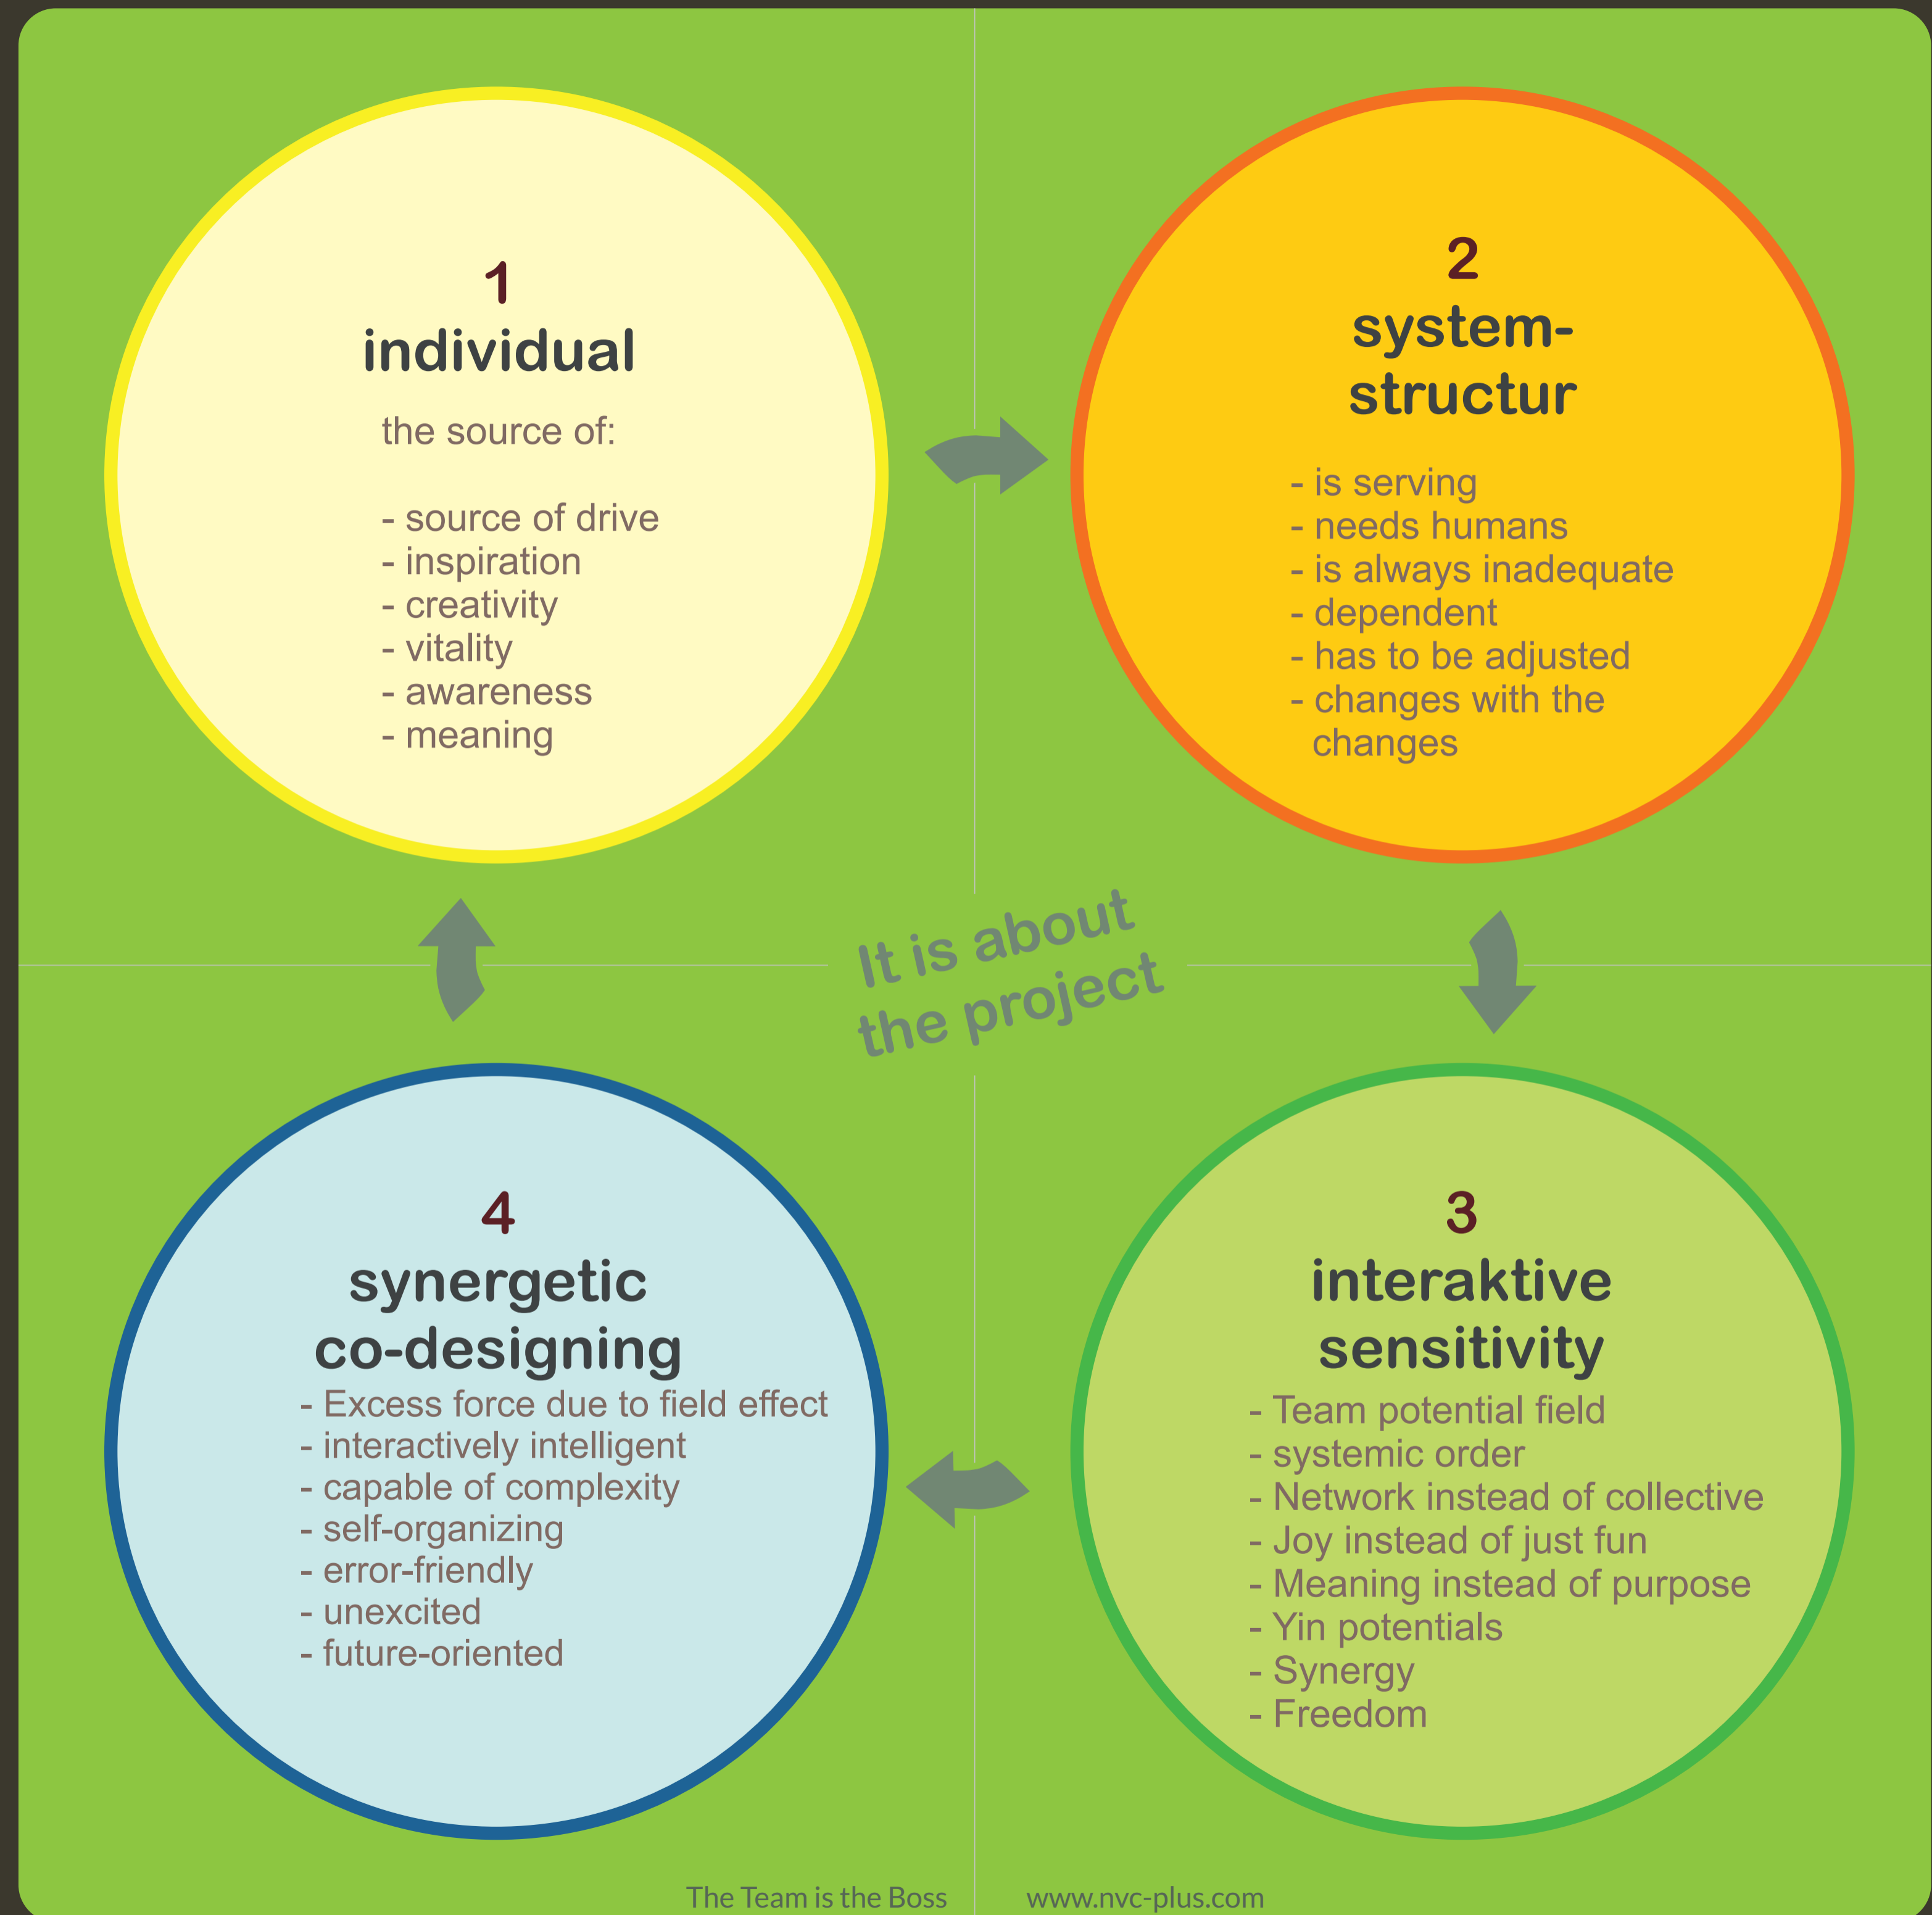 1
individual
the source of:
- source of drive
- inspiration
- creativity
- vitality
- awareness
- meaning
2
system-
structur
- is serving
- needs humans
- is always inadequate
- dependent
- has to be adjusted
- changes with the
changes
It is about
the project
3
interaktive
sensitivity
- Team potential field
- systemic order
- Network instead of collective
- Joy instead of just fun
- Meaning instead of purpose
- Yin potentials
- Synergy
- Freedom
4
synergetic
co-designing
- Excess force due to field effect
- interactively intelligent
- capable of complexity
- self-organizing
- error-friendly
- unexcited
- future-oriented
The Team is the Boss www.nvc-plus.com